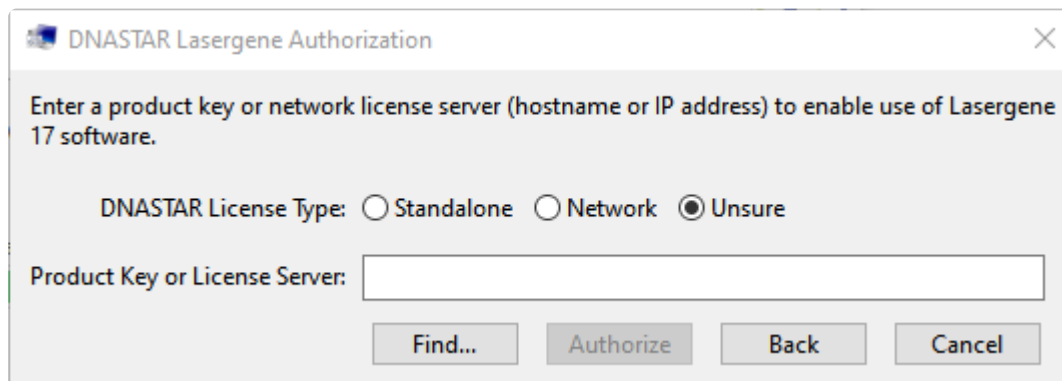 DNASTAR Lasergene Authorization
Enter a product key or network license server (hostname or IP address) to enable use of Lasergene
17 software.
DNASTAR License Type: Standalone Network Unsure
Product Key or License Server:
Find... Authorize Back Cancel